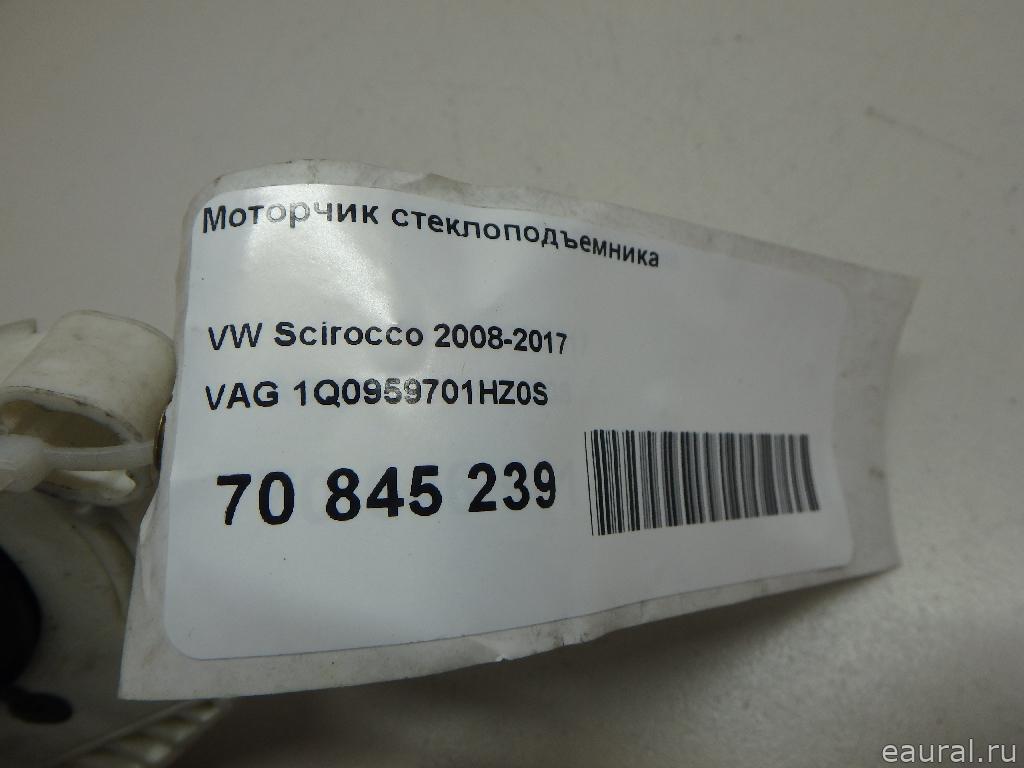 Моторчик стеклоподъемника
VW Scirocco 2008-2017
VAG 1Q0959701HZ0S
70 845 239
eaural.ru